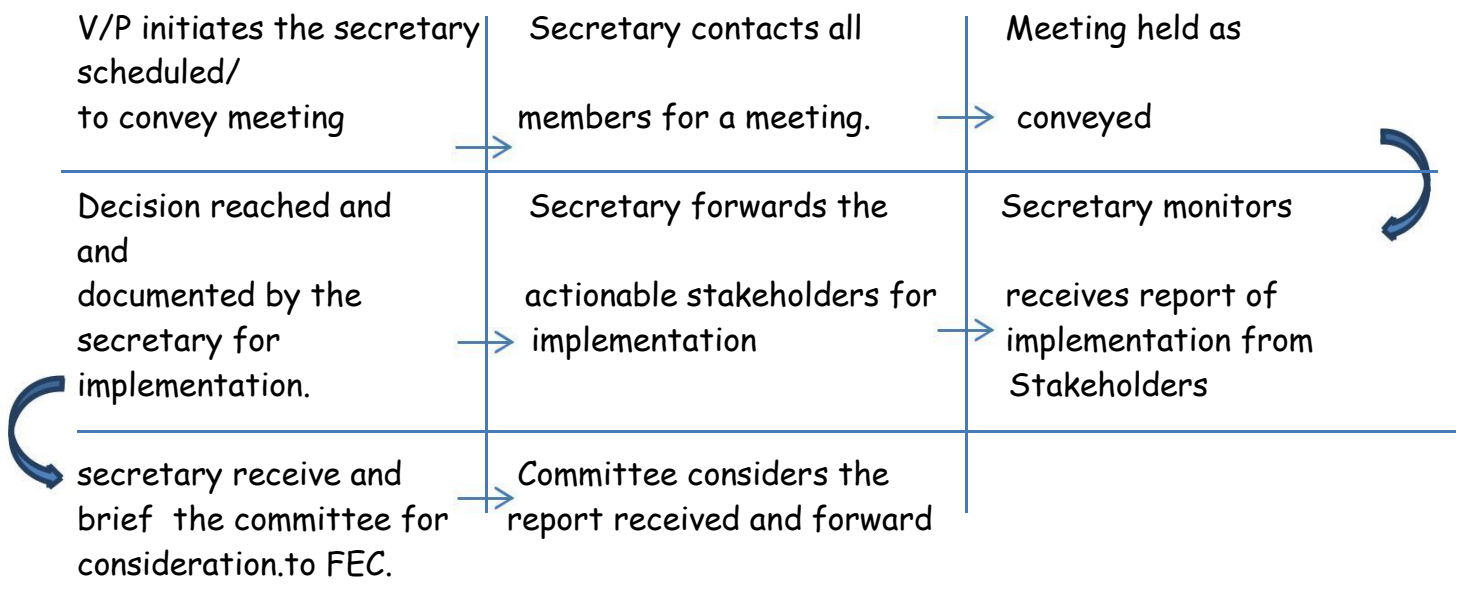 V/P initiates the secretary
scheduled/
to convey meeting
Secretary contacts all
members for a meeting.
Meeting held as
conveyed
Decision reached and
and
documented by the
secretary for
implementation.
Secretary forwards the
actionable stakeholders for
implementation
Secretary monitors
receives report of
implementation from
Stakeholders
secretary receive and
brief the committee for
consideration.to FEC.
Committee considers the
report received and forward